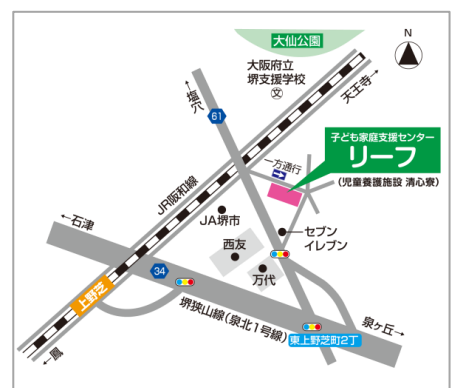 大仙公園
N
大阪府立
堺支援学校
文
天王寺→
←塩穴
61
子ども家庭支援センター
リーフ
(児童養護施設 清心寮)
一方通行
JR阪和線
JA堺市
←石津
セブン
イレブン
西友
万代
34
上野芝
堺狭山線(泉北1号線)
泉ヶ丘→
東上野芝町2丁
←鳳